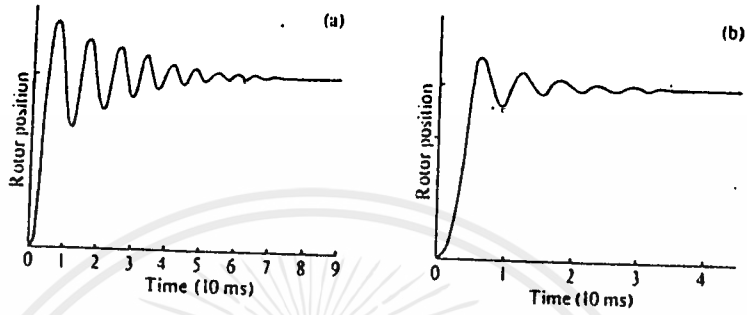 (a)
Rotor position
0 1 2 3 4 5 6 7 8 9
Time (10 ms)
(b)
Rotor position
0 1 2 3 4
Time (10 ms)